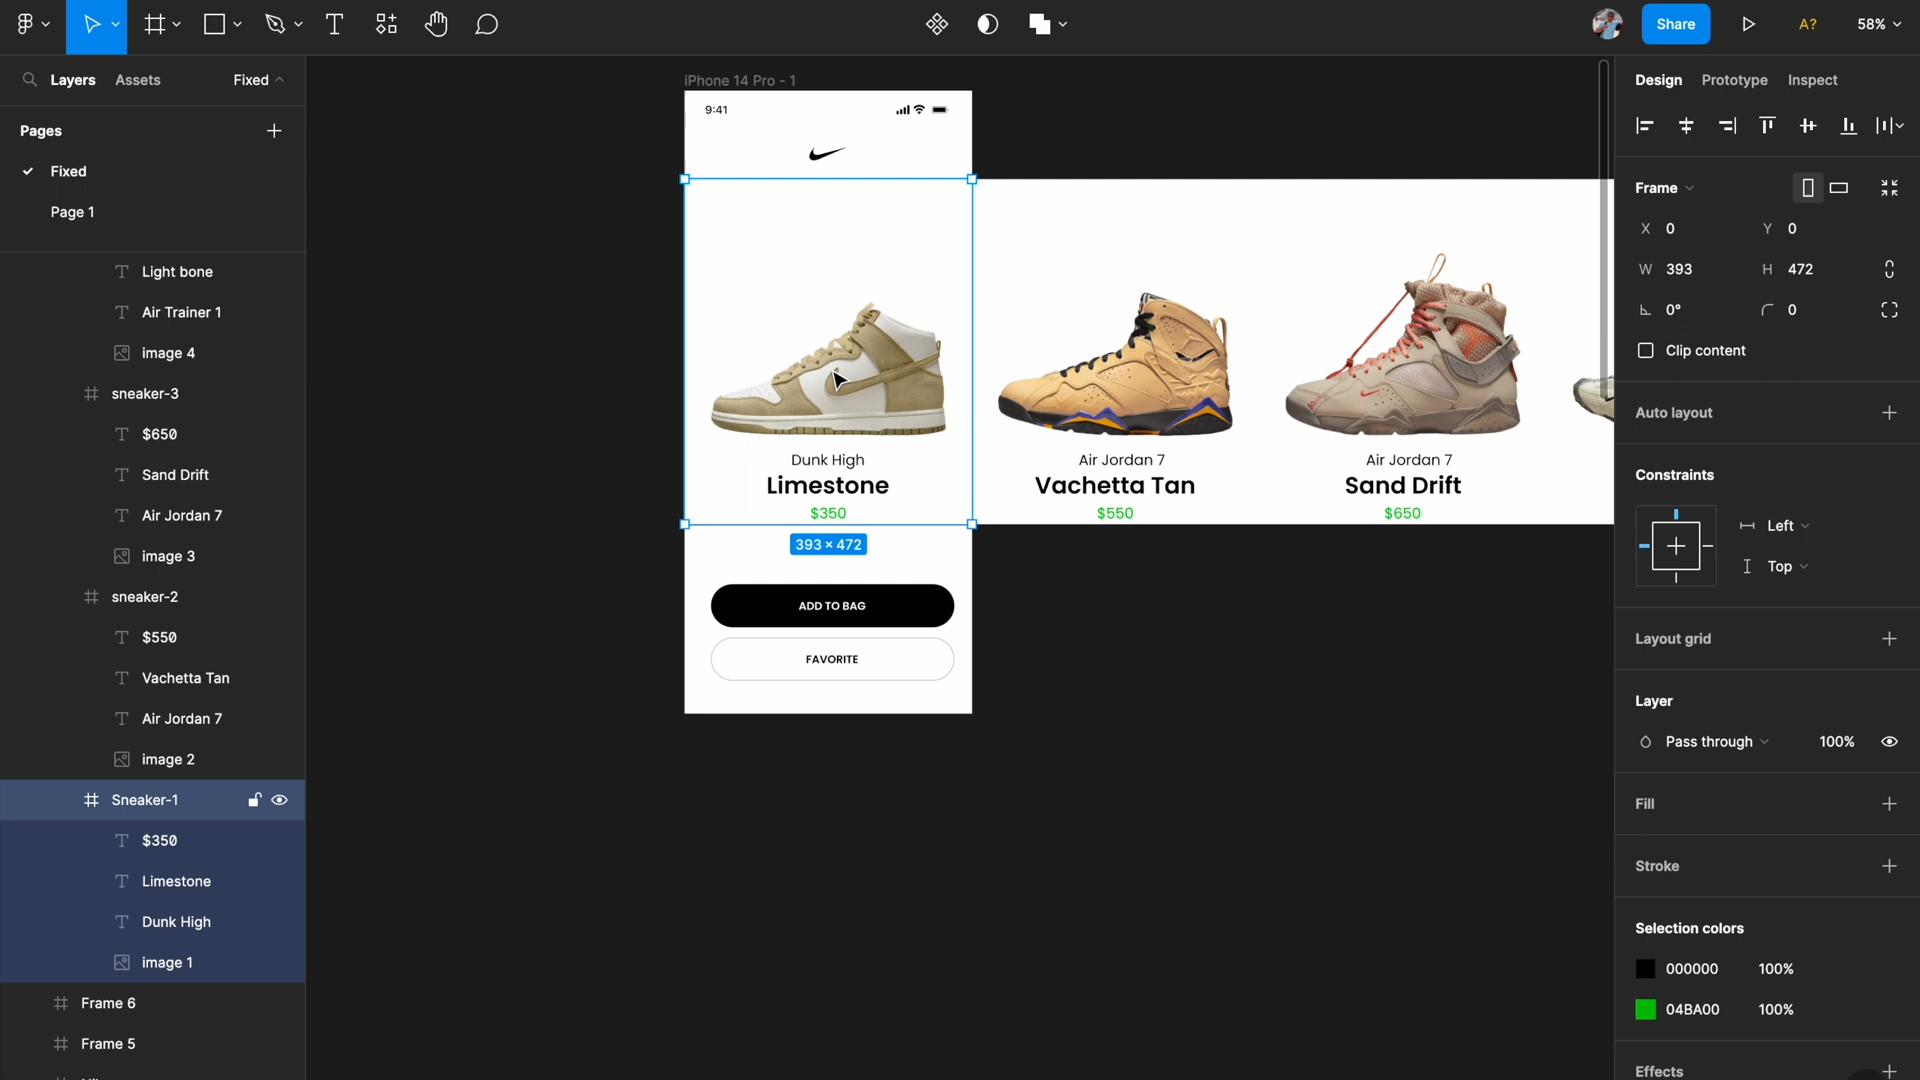 Share
A?
58%
Layers
Assets
Fixed
Pages
Fixed
Page 1
Light bone
Air Trainer 1
image 4
sneaker-3
$650
Sand Drift
Air Jordan 7
image 3
sneaker-2
$550
Vachetta Tan
Air Jordan 7
image 2
Sneaker-1
$350
Limestone
Dunk High
image 1
Frame 6
Frame 5
iPhone 14 Pro - 1
9:41
Dunk High
Limestone
$350
393 × 472
Air Jordan 7
Vachetta Tan
$550
Air Jordan 7
Sand Drift
$650
ADD TO BAG
FAVORITE
Design
Prototype
Inspect
Frame
X 0
Y 0
W 393
H 472
0°
0
Clip content
Auto layout
Constraints
Left
Top
Layout grid
Layer
Pass through
100%
Fill
Stroke
Selection colors
000000
100%
04BA00
100%
Effects